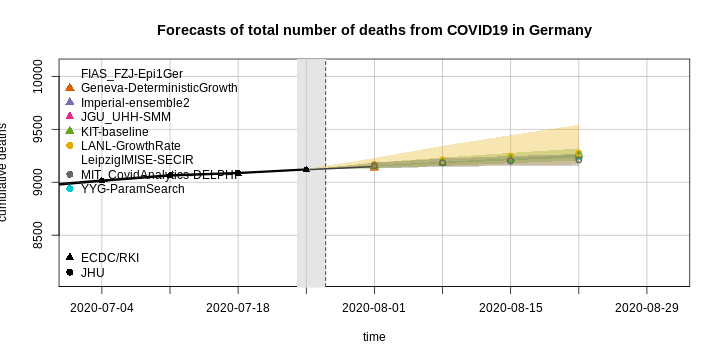 Forecasts of total number of deaths from COVID19 in Germany
cumulative deaths
10000
9500
9000
8500
FIAS_FZJ-Epi1Ger
Geneva-DeterministicGrowth
Imperial-ensemble2
JGU_UHH-SMM
KIT-baseline
LANL-GrowthRate
LeipzigIMISE-SECIR
MIT_CovidAnalytics-DELPHI
YYG-ParamSearch
ECDC/RKI
JHU
2020-07-04
2020-07-18
2020-08-01
2020-08-15
2020-08-29
time